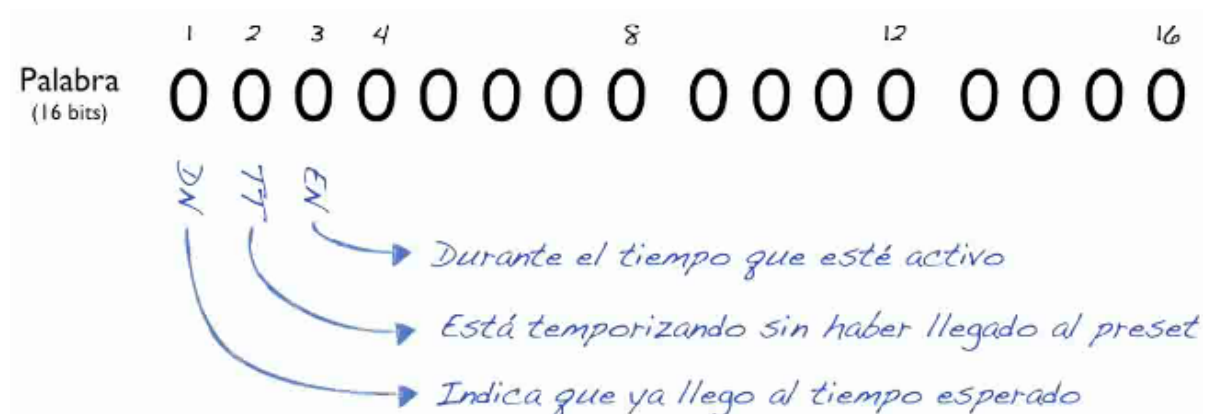 1 2 3 4 8 12 16
Palabra 0 0 0 0 0 0 0 0 0 0 0 0 0 0 0 0
(16 bits)
DN TT EN
Durante el tiempo que esté activo
Está temporizando sin haber llegado al preset
Indica que ya llego al tiempo esperado